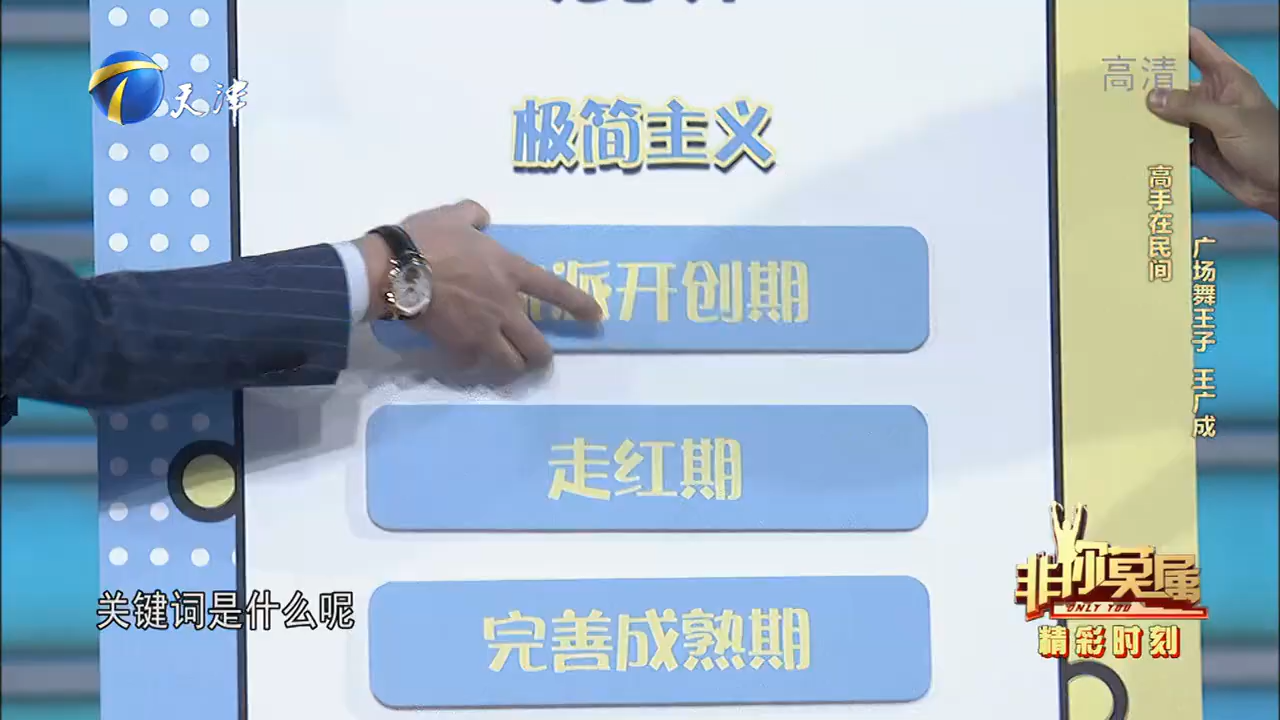 天津
高清
极简主义
高手在民间
广场舞王子 王广成
派开创期
走红期
完善成熟期
关键词是什么呢
非你莫属
ONLY YOU
精彩时刻